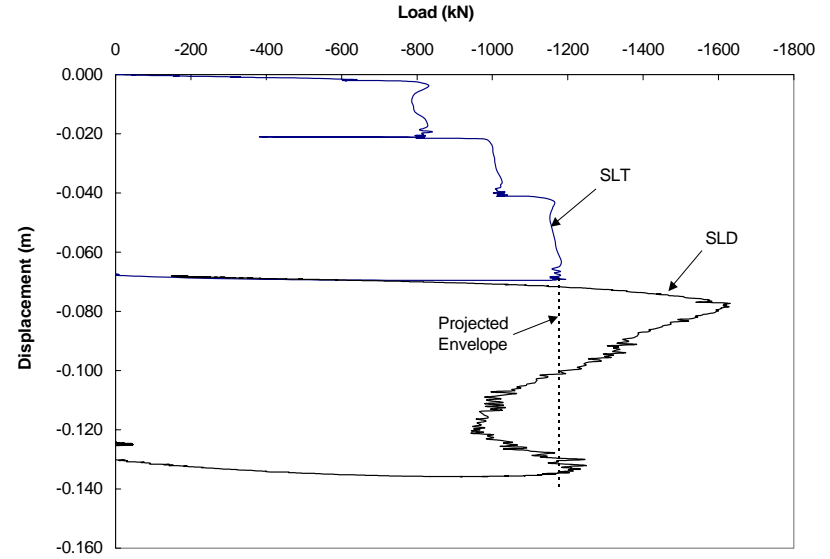 Load (kN)
0 -200 -400 -600 -800 -1000 -1200 -1400 -1600 -1800
0.000
-0.020
-0.040
-0.060
-0.080
-0.100
-0.120
-0.140
-0.160
Displacement (m)
SLT
SLD
Projected
Envelope